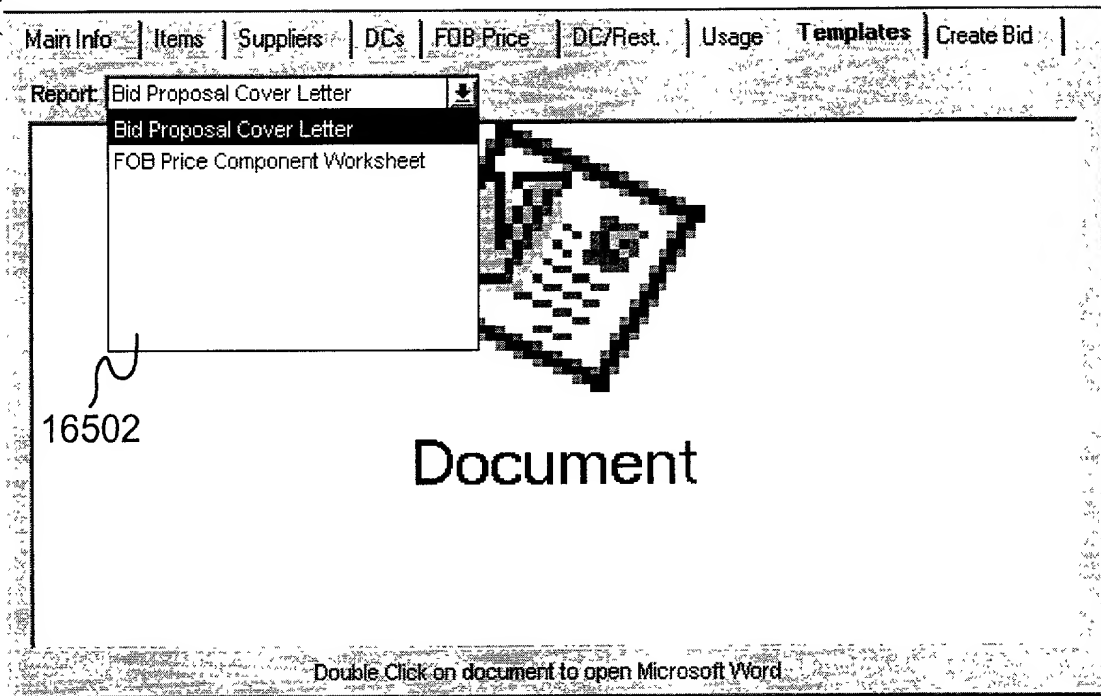 Main Info Items Suppliers DCs FOB Price DC/Rest. Usage Templates Create Bid
Report: Bid Proposal Cover Letter
Bid Proposal Cover Letter
FOB Price Component Worksheet
16502
Document
Double Click on document to open Microsoft Word